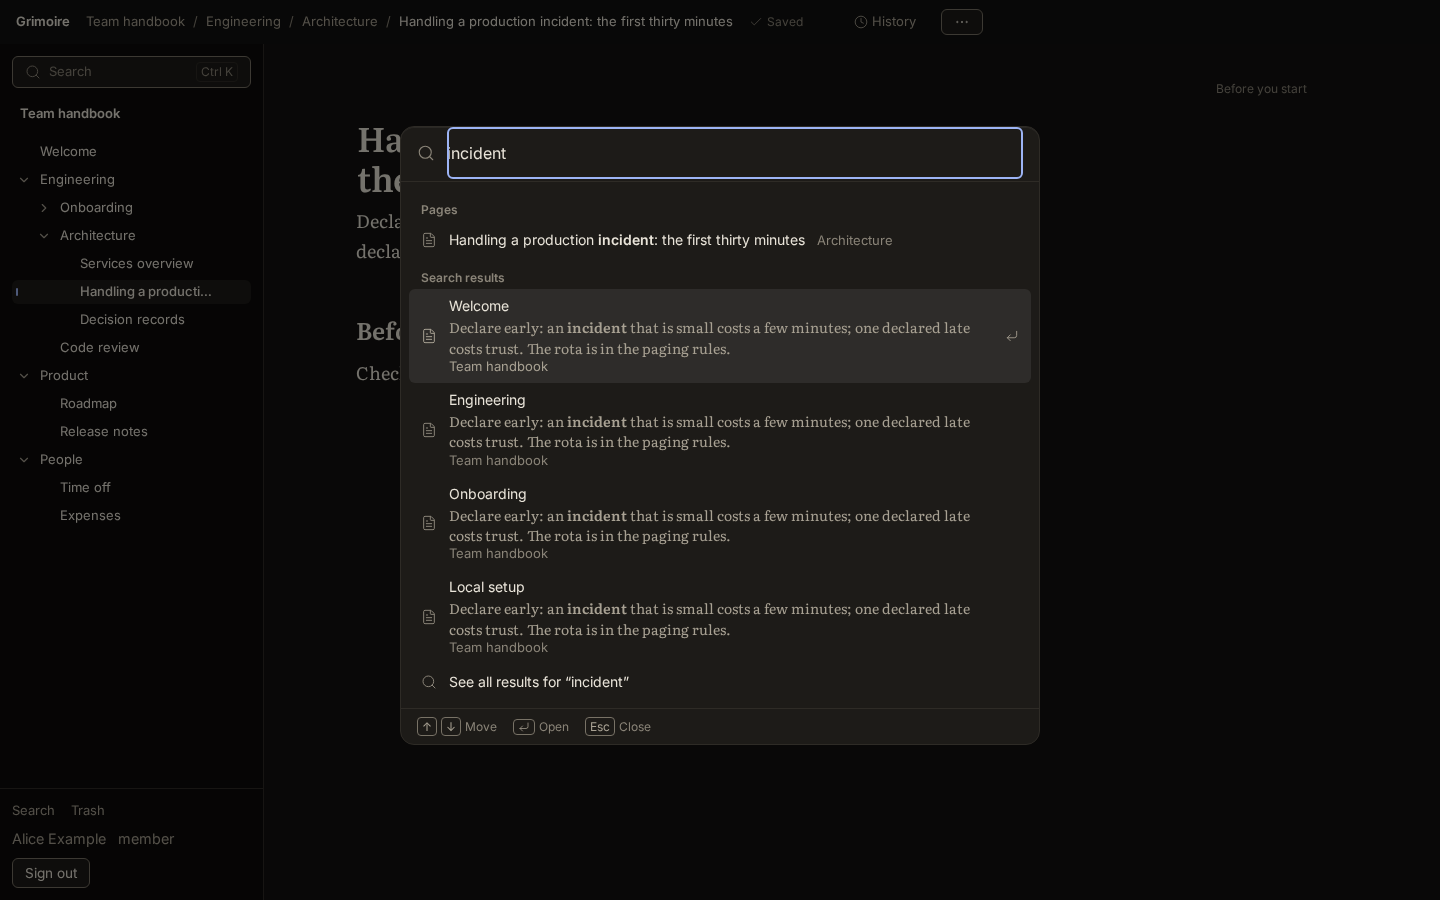 Grimoire Team handbook / Engineering / Architecture / Handling a production incident: the first thirty minutes Saved History ...
Search Ctrl K
Team handbook
Welcome
Engineering
Onboarding
Architecture
Services overview
Handling a producti...
Decision records
Code review
Product
Roadmap
Release notes
People
Time off
Expenses
Search Trash
Alice Example member
Sign out
Before you start
Ha
the
Decla
decla
Befo
Chec
incident
Pages
Handling a production incident: the first thirty minutes Architecture
Search results
Welcome
Declare early: an incident that is small costs a few minutes; one declared late
costs trust. The rota is in the paging rules.
Team handbook
Engineering
Declare early: an incident that is small costs a few minutes; one declared late
costs trust. The rota is in the paging rules.
Team handbook
Onboarding
Declare early: an incident that is small costs a few minutes; one declared late
costs trust. The rota is in the paging rules.
Team handbook
Local setup
Declare early: an incident that is small costs a few minutes; one declared late
costs trust. The rota is in the paging rules.
Team handbook
See all results for “incident”
↑ ↓ Move ↵ Open Esc Close